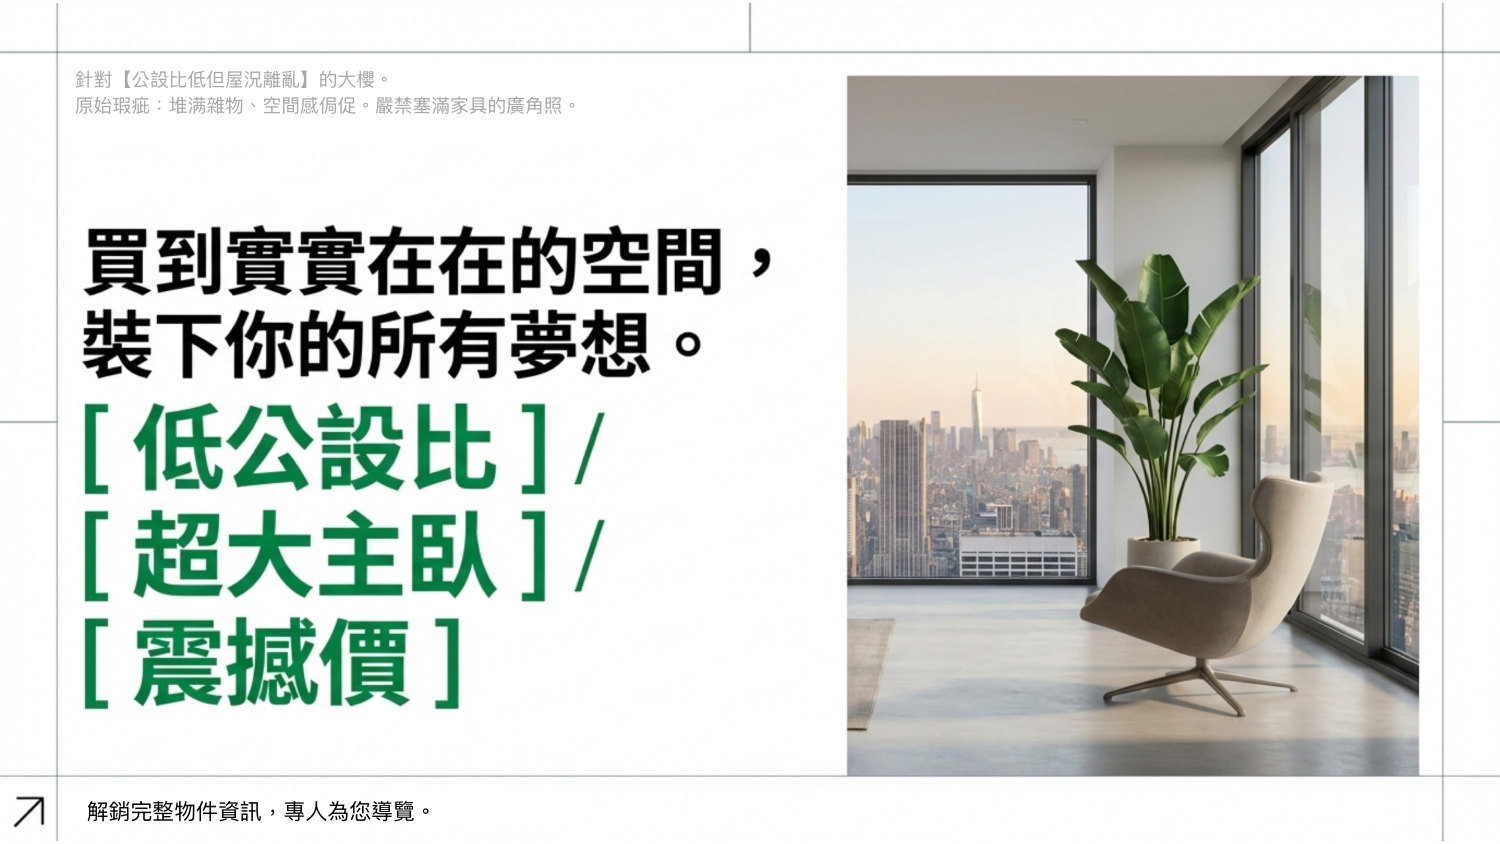 針對【公設比低但屋況離亂】的大櫻。
原始瑕疵：堆满雜物、空間感侷促。嚴禁塞滿家具的廣角照。
買到實實在在的空間，
裝下你的所有夢想。
[ 低公設比 ] /
[ 超大主臥 ] /
[ 震撼價 ]
解銷完整物件資訊，專人為您導覽。